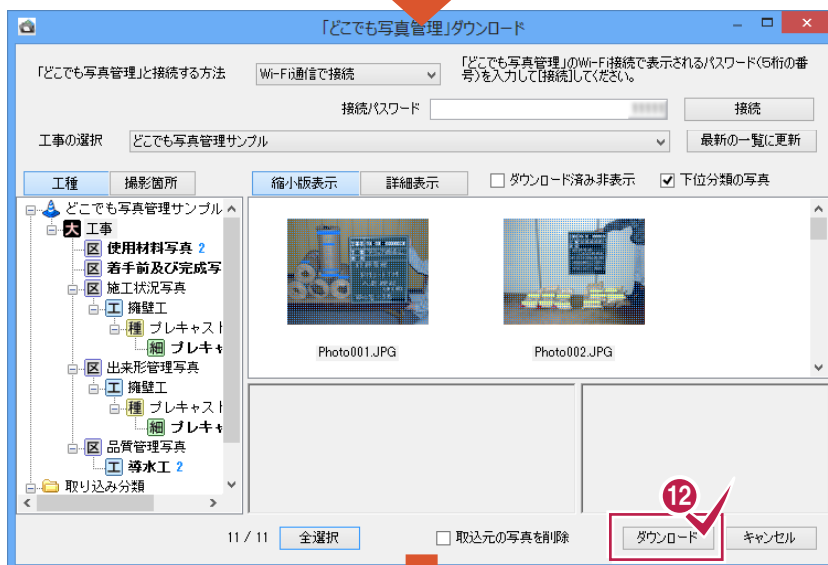 「どこでも写真管理」ダウンロード
「どこでも写真管理」と接続する方法
Wi-Fi通信で接続
「どこでも写真管理」のWi-Fi接続で表示されるパスワード(5桁の番
号)を入力して[接続]してください。
接続パスワード
接続
工事の選択
どこでも写真管理サンプル
最新の一覧に更新
工種
撮影箇所
縮小版表示
詳細表示
ダウンロード済み非表示
下位分類の写真
どこでも写真管理サンプル
大 工事
区 使用材料写真 2
区 着手前及び完成写
区 施工状況写真
工 擁壁工
種 プレキャスト
細 プレキャ
区 出来形管理写真
工 擁壁工
種 プレキャスト
細 プレキャ
区 品質管理写真
工 導水工 2
取り込み分類
Photo001.JPG
Photo002.JPG
12
11 / 11
全選択
取込元の写真を削除
ダウンロード
キャンセル